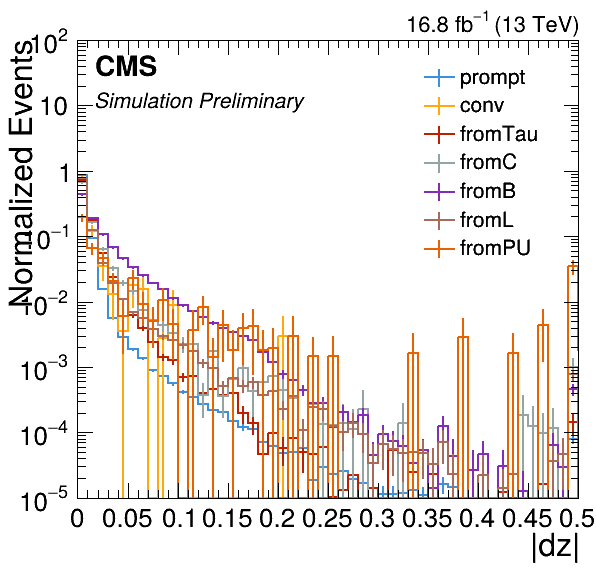 16.8 fb⁻¹ (13 TeV)
CMS
Simulation Preliminary
prompt
conv
fromTau
fromC
fromB
fromL
fromPU
Normalized Events
10²
10
1
10⁻¹
10⁻²
10⁻³
10⁻⁴
10⁻⁵
0 0.05 0.1 0.15 0.2 0.25 0.3 0.35 0.4 0.45 0.5
|dz|